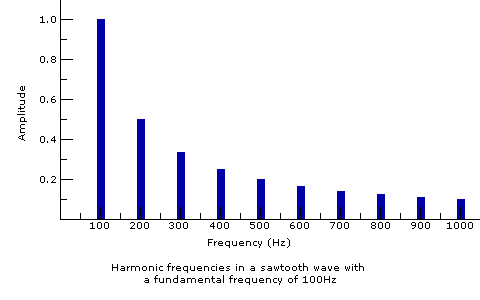 1.0
0.8
0.6
0.4
0.2
Amplitude
100 200 300 400 500 600 700 800 900 1000
Frequency (Hz)
Harmonic frequencies in a sawtooth wave with
a fundamental frequency of 100Hz